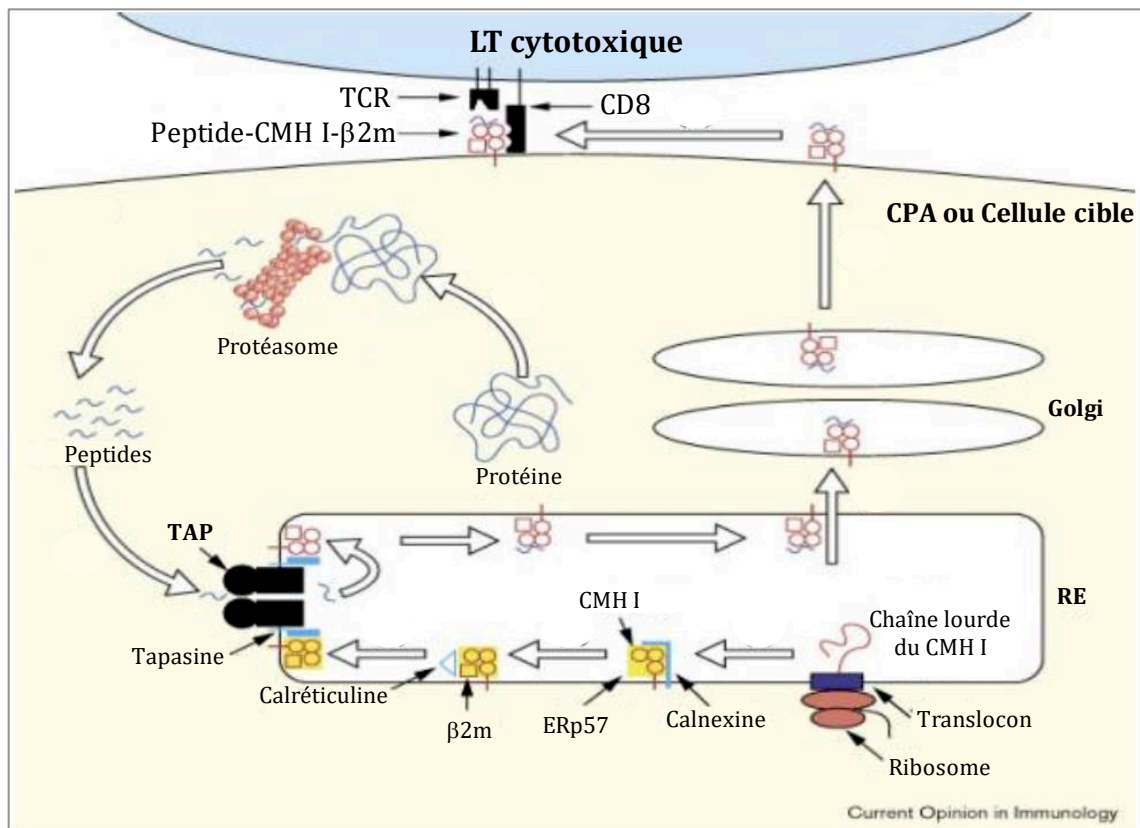 LT cytotoxique
TCR
CD8
Peptide-CMH I-β2m
CPA ou Cellule cible
Protéasome
Golgi
Peptides
Protéine
TAP
CMH I
RE
Chaîne lourde
du CMH I
Tapasine
Calréticuline
β2m
ERp57
Calnexine
Translocon
Ribosome
Current Opinion in Immunology